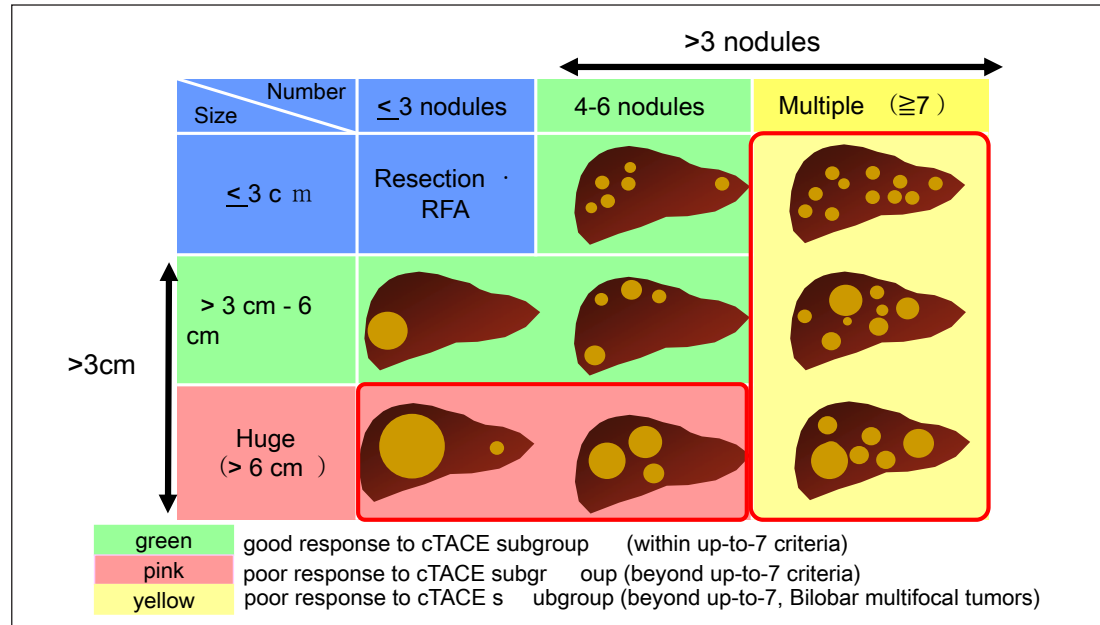 >3 nodules
Number
Size
≤ 3 nodules
4-6 nodules
Multiple （≧7 ）
≤ 3 c m
Resection ·
RFA
> 3 cm - 6
cm
>3cm
Huge
（> 6 cm ）
green good response to cTACE subgroup (within up-to-7 criteria)
pink poor response to cTACE subgr oup (beyond up-to-7 criteria)
yellow poor response to cTACE s ubgroup (beyond up-to-7, Bilobar multifocal tumors)